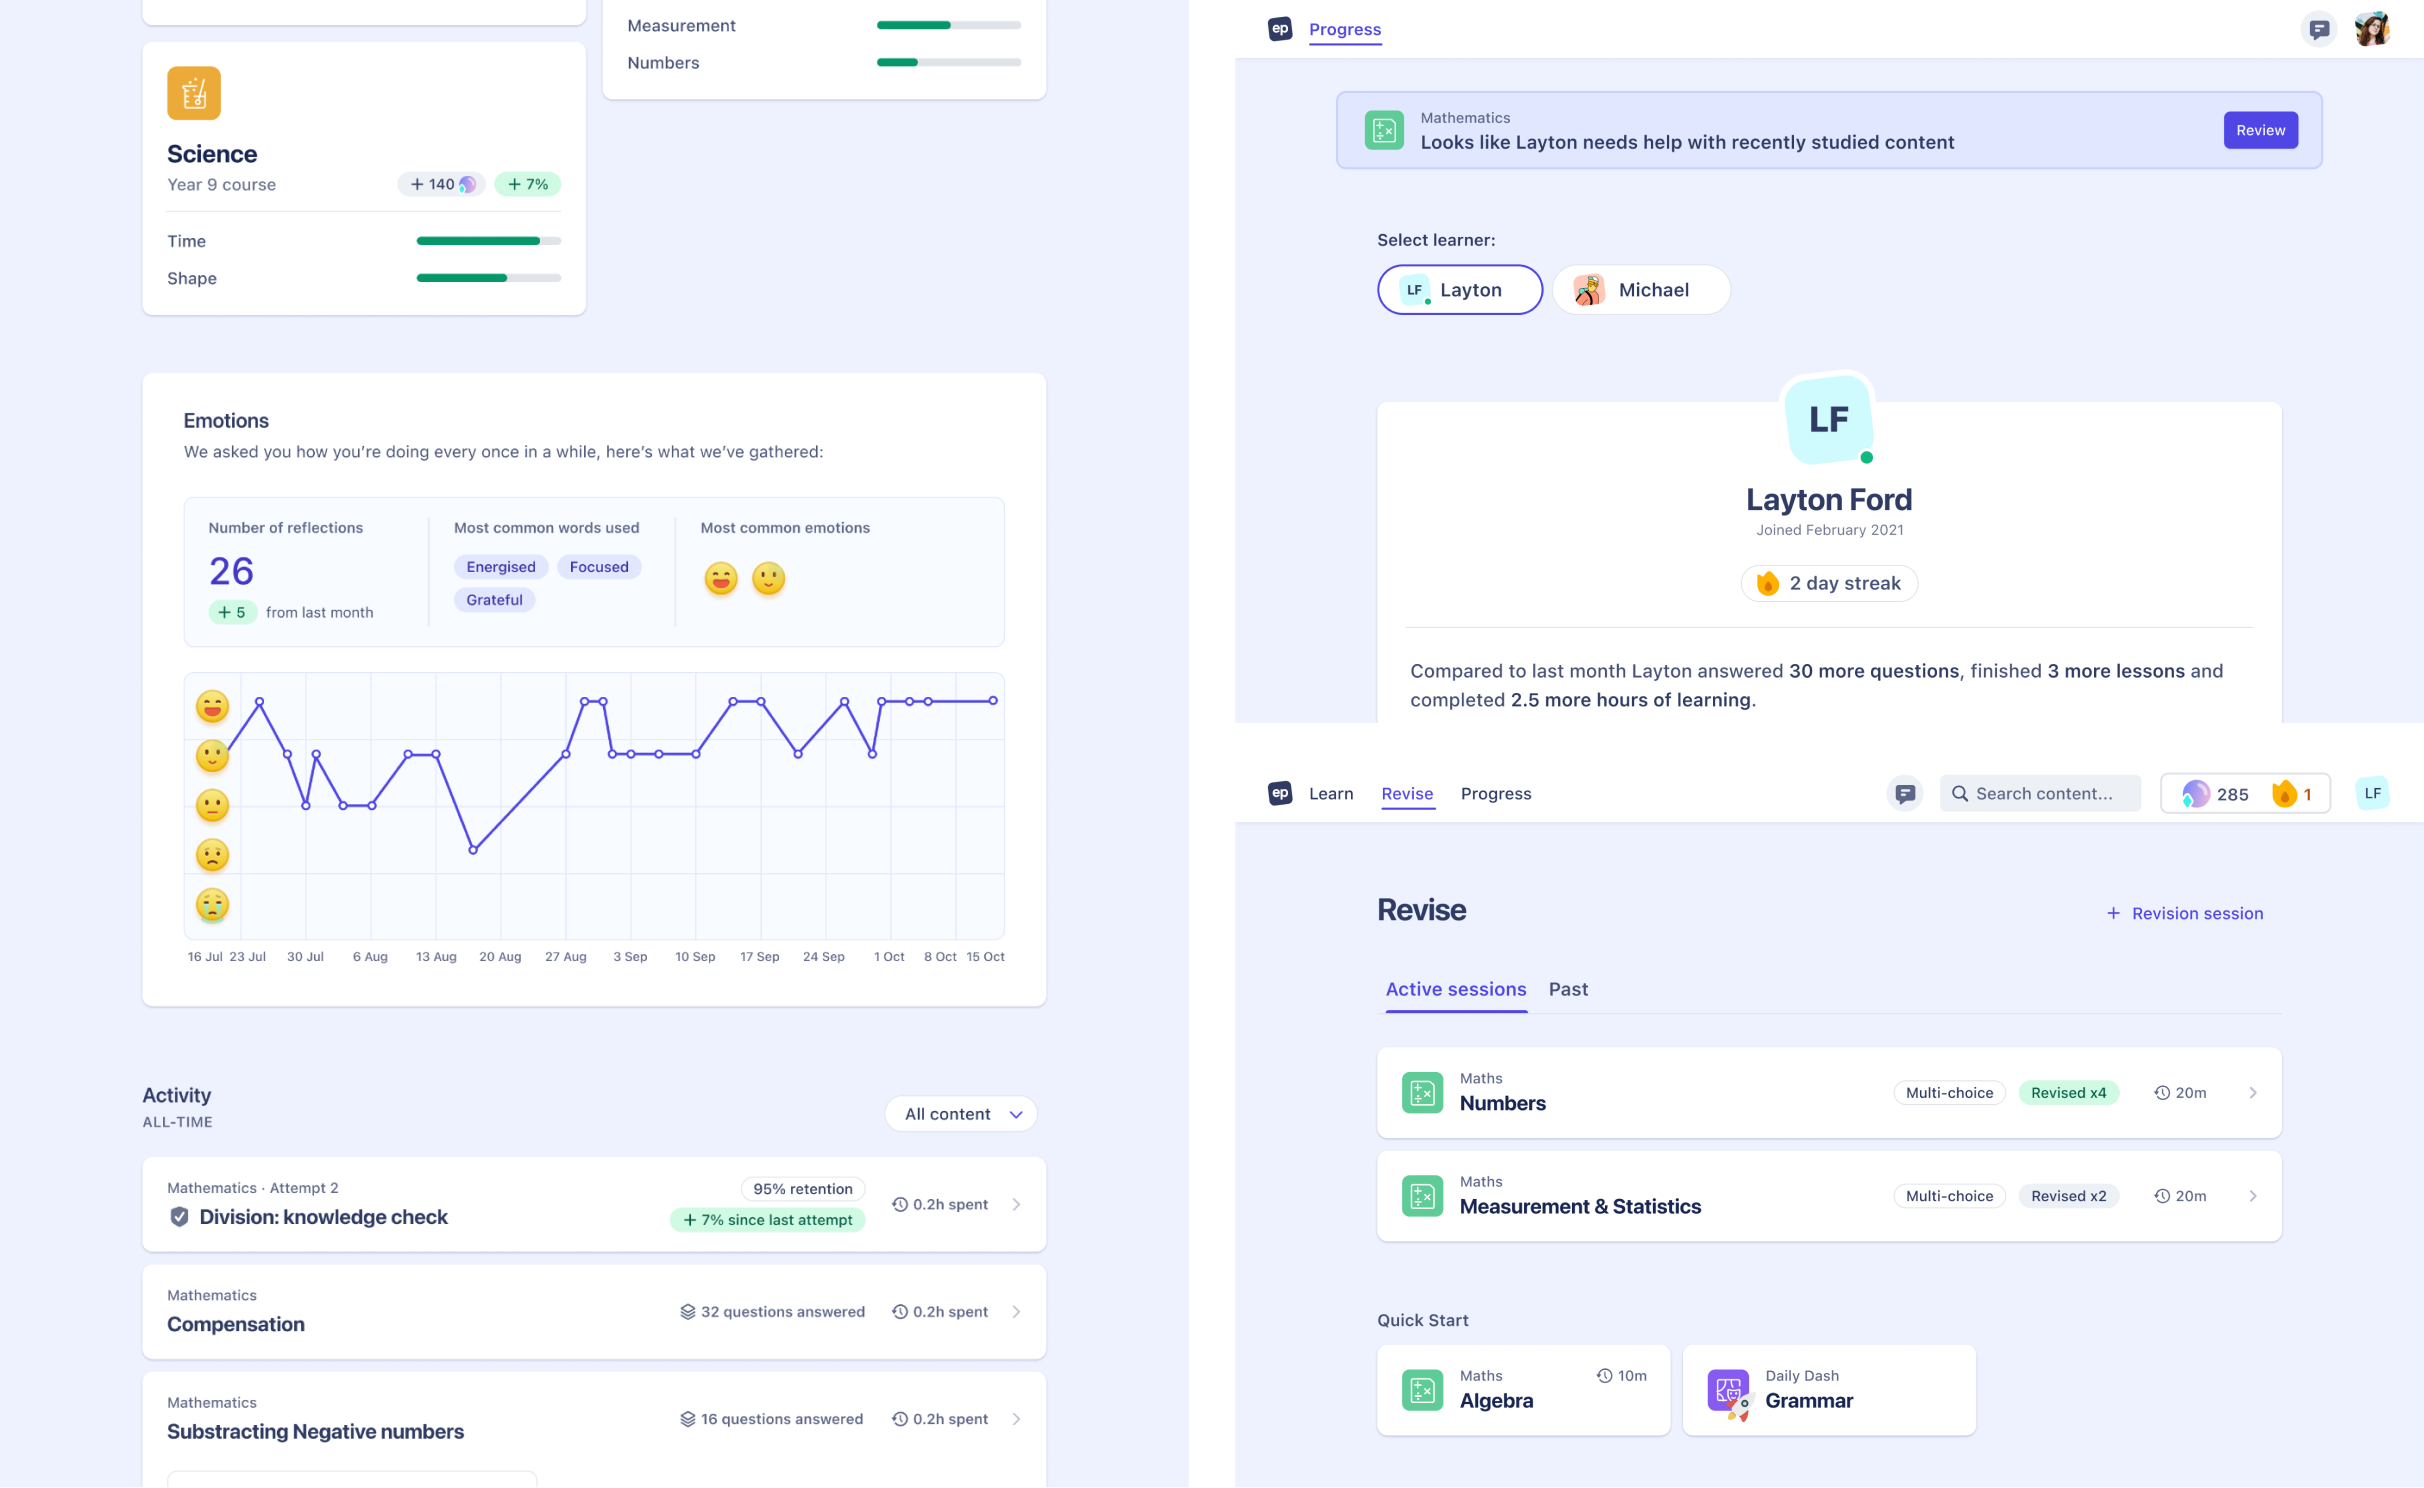 Measurement
Numbers
Science
Year 9 course
+ 140
+ 7%
Time
Shape
Emotions
We asked you how you’re doing every once in a while, here’s what we’ve gathered:
Number of reflections
26
+ 5 from last month
Most common words used
Energised Focused
Grateful
Most common emotions
16 Jul 23 Jul 30 Jul 6 Aug 13 Aug 20 Aug 27 Aug 3 Sep 10 Sep 17 Sep 24 Sep 1 Oct 8 Oct 15 Oct
Activity
ALL-TIME
All content
Mathematics · Attempt 2
Division: knowledge check
95% retention
+ 7% since last attempt
0.2h spent
Mathematics
Compensation
32 questions answered
0.2h spent
Mathematics
Substracting Negative numbers
16 questions answered
0.2h spent
ep Progress
Mathematics
Looks like Layton needs help with recently studied content
Review
Select learner:
LF Layton
Michael
LF
Layton Ford
Joined February 2021
2 day streak
Compared to last month Layton answered 30 more questions, finished 3 more lessons and
completed 2.5 more hours of learning.
ep Learn Revise Progress
Search content...
285 1
LF
Revise
+ Revision session
Active sessions Past
Maths
Numbers
Multi-choice Revised x4 20m
Maths
Measurement & Statistics
Multi-choice Revised x2 20m
Quick Start
Maths
Algebra
10m
Daily Dash
Grammar